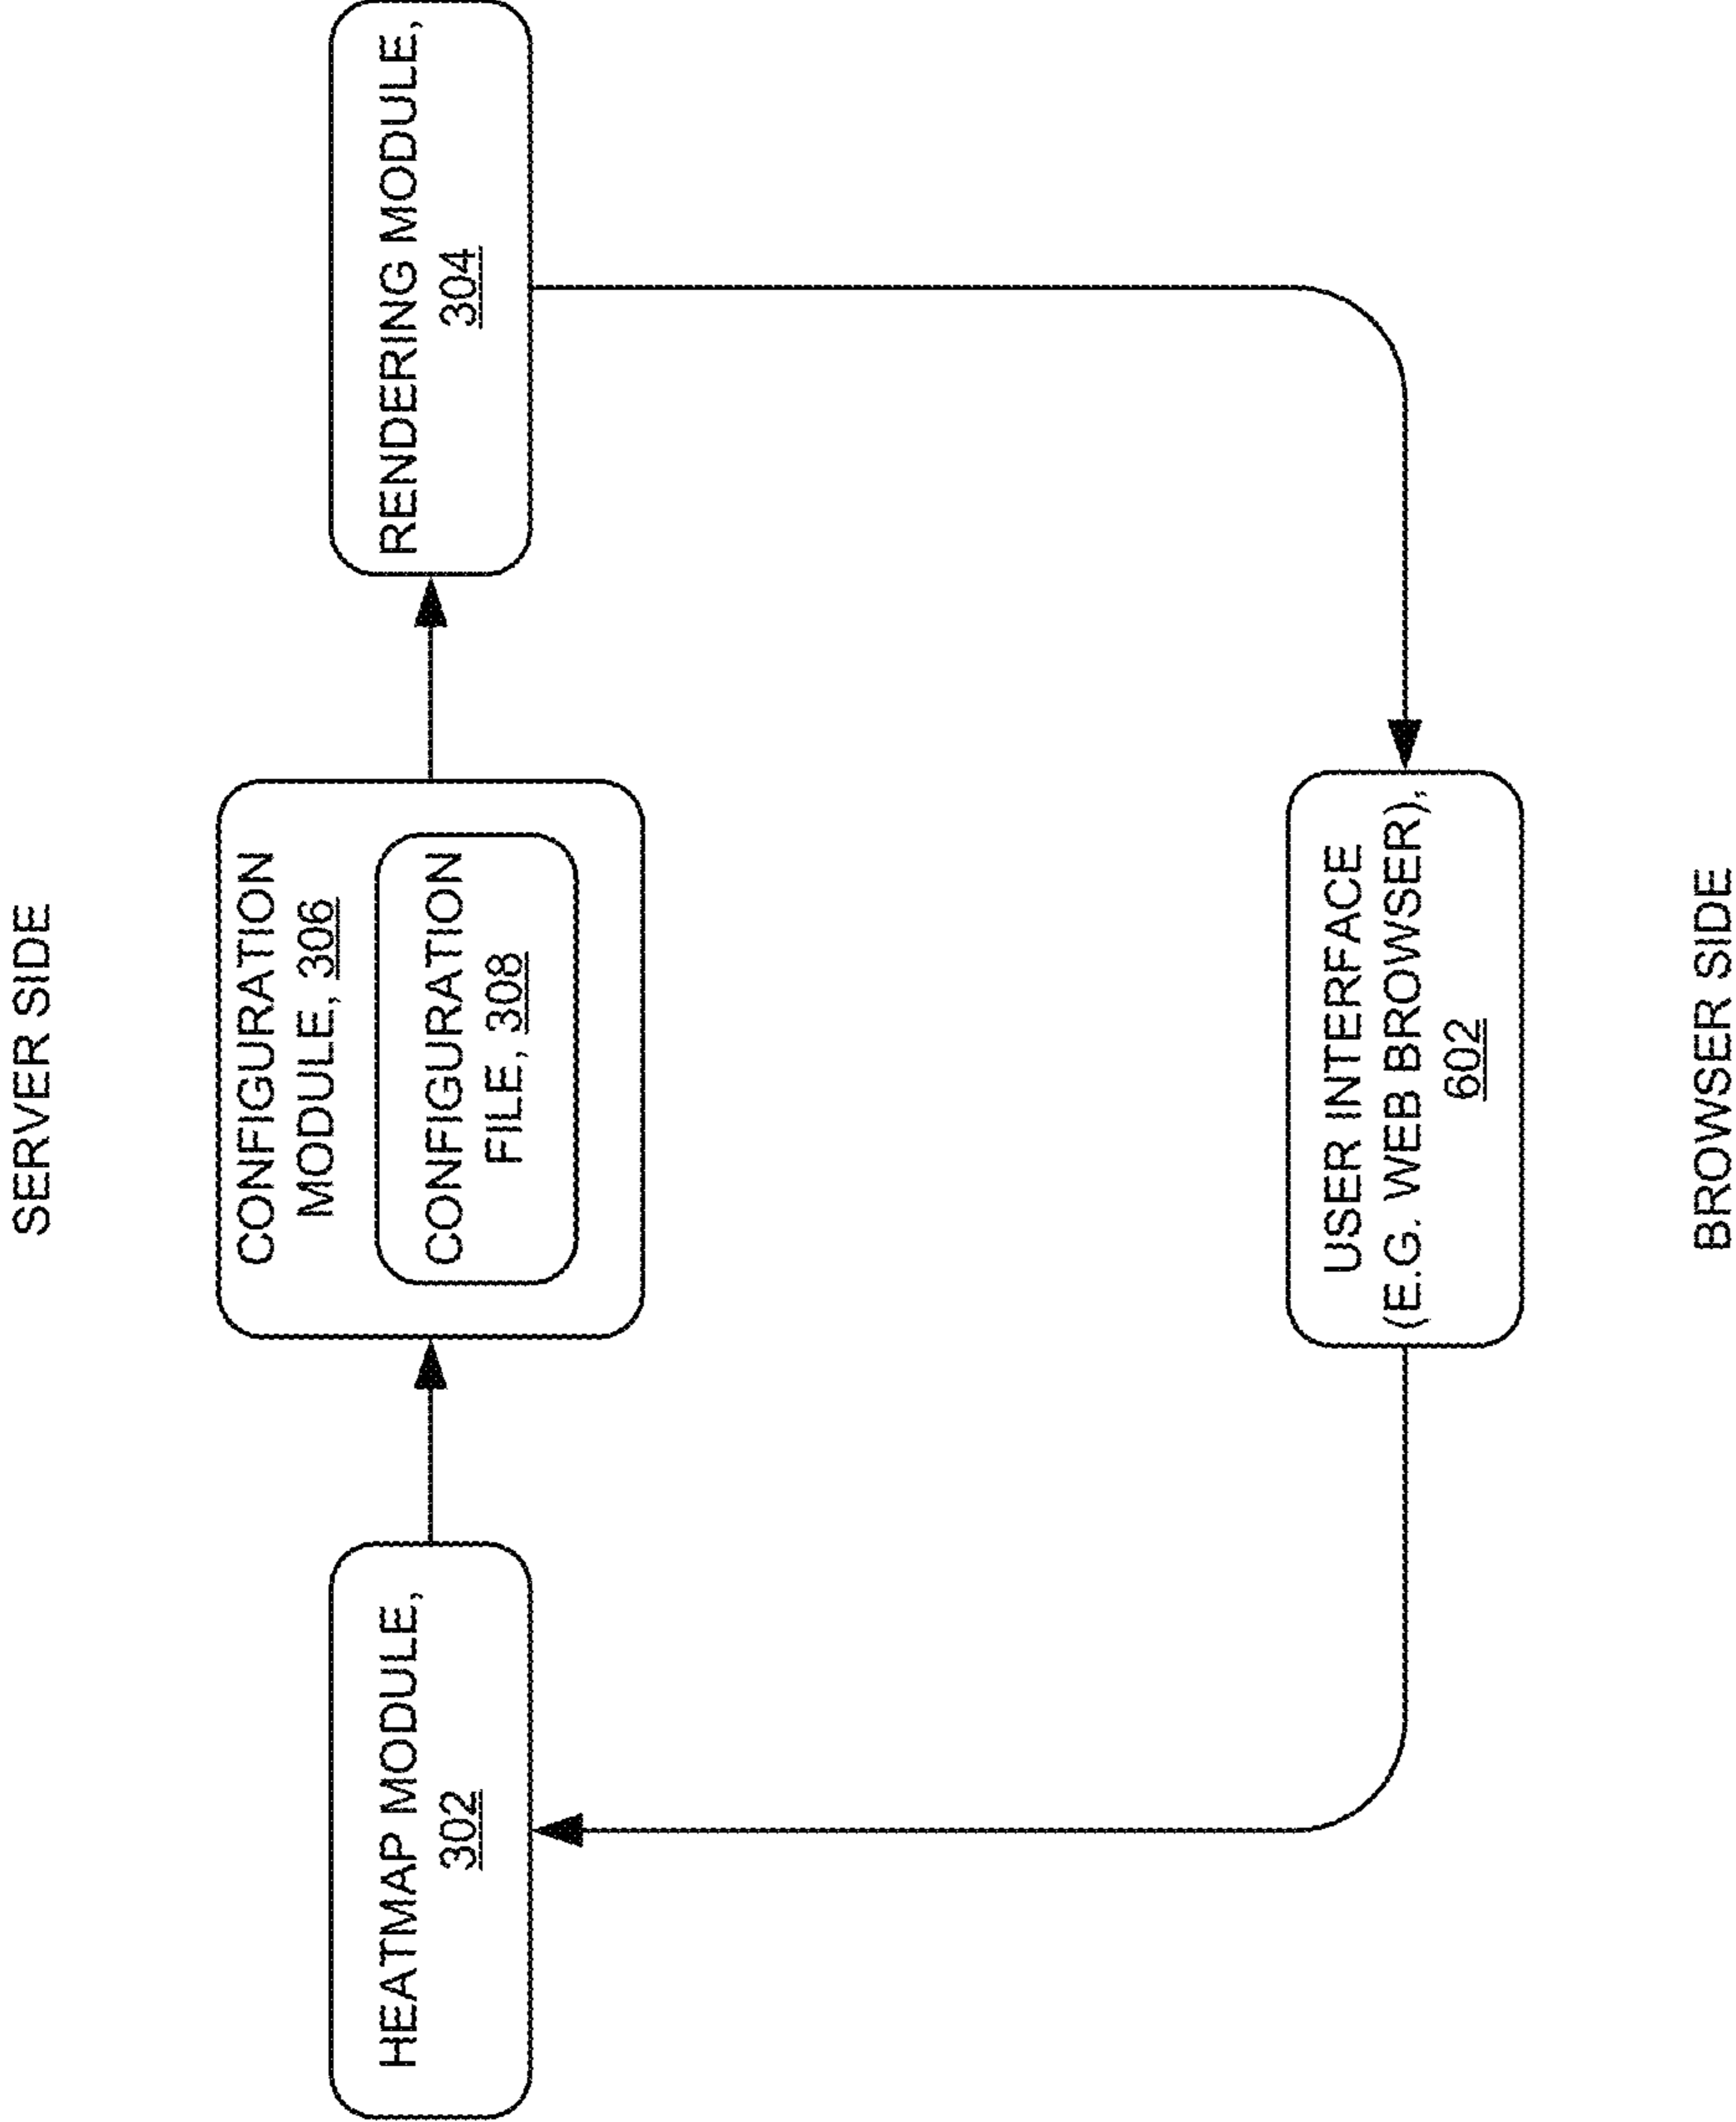 SERVER SIDE
HEATMAP MODULE,
302
CONFIGURATION
MODULE, 306
CONFIGURATION
FILE, 308
RENDERING MODULE,
304
USER INTERFACE
(E.G. WEB BROWSER),
602
BROWSER SIDE